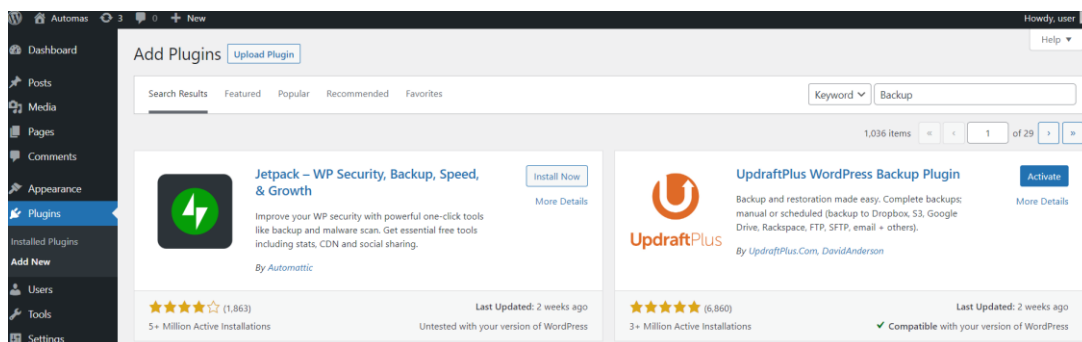 Automas 3 0 + New Howdy, user
Help ▼
Dashboard
Posts
Media
Pages
Comments
Appearance
Plugins
Installed Plugins
Add New
Users
Tools
Settings
Add Plugins Upload Plugin
Search Results Featured Popular Recommended Favorites
Keyword Backup
1,036 items « ‹ 1 of 29 › »
Jetpack – WP Security, Backup, Speed,
& Growth
Install Now
More Details
Improve your WP security with powerful one-click tools
like backup and malware scan. Get essential free tools
including stats, CDN and social sharing.
By Automattic
(1,863)
Last Updated: 2 weeks ago
5+ Million Active Installations
Untested with your version of WordPress
UpdraftPlus
UpdraftPlus WordPress Backup Plugin
Activate
More Details
Backup and restoration made easy. Complete backups;
manual or scheduled (backup to Dropbox, S3, Google
Drive, Rackspace, FTP, SFTP, email + others).
By UpdraftPlus.Com, DavidAnderson
(6,860)
Last Updated: 2 weeks ago
3+ Million Active Installations
✔ Compatible with your version of WordPress